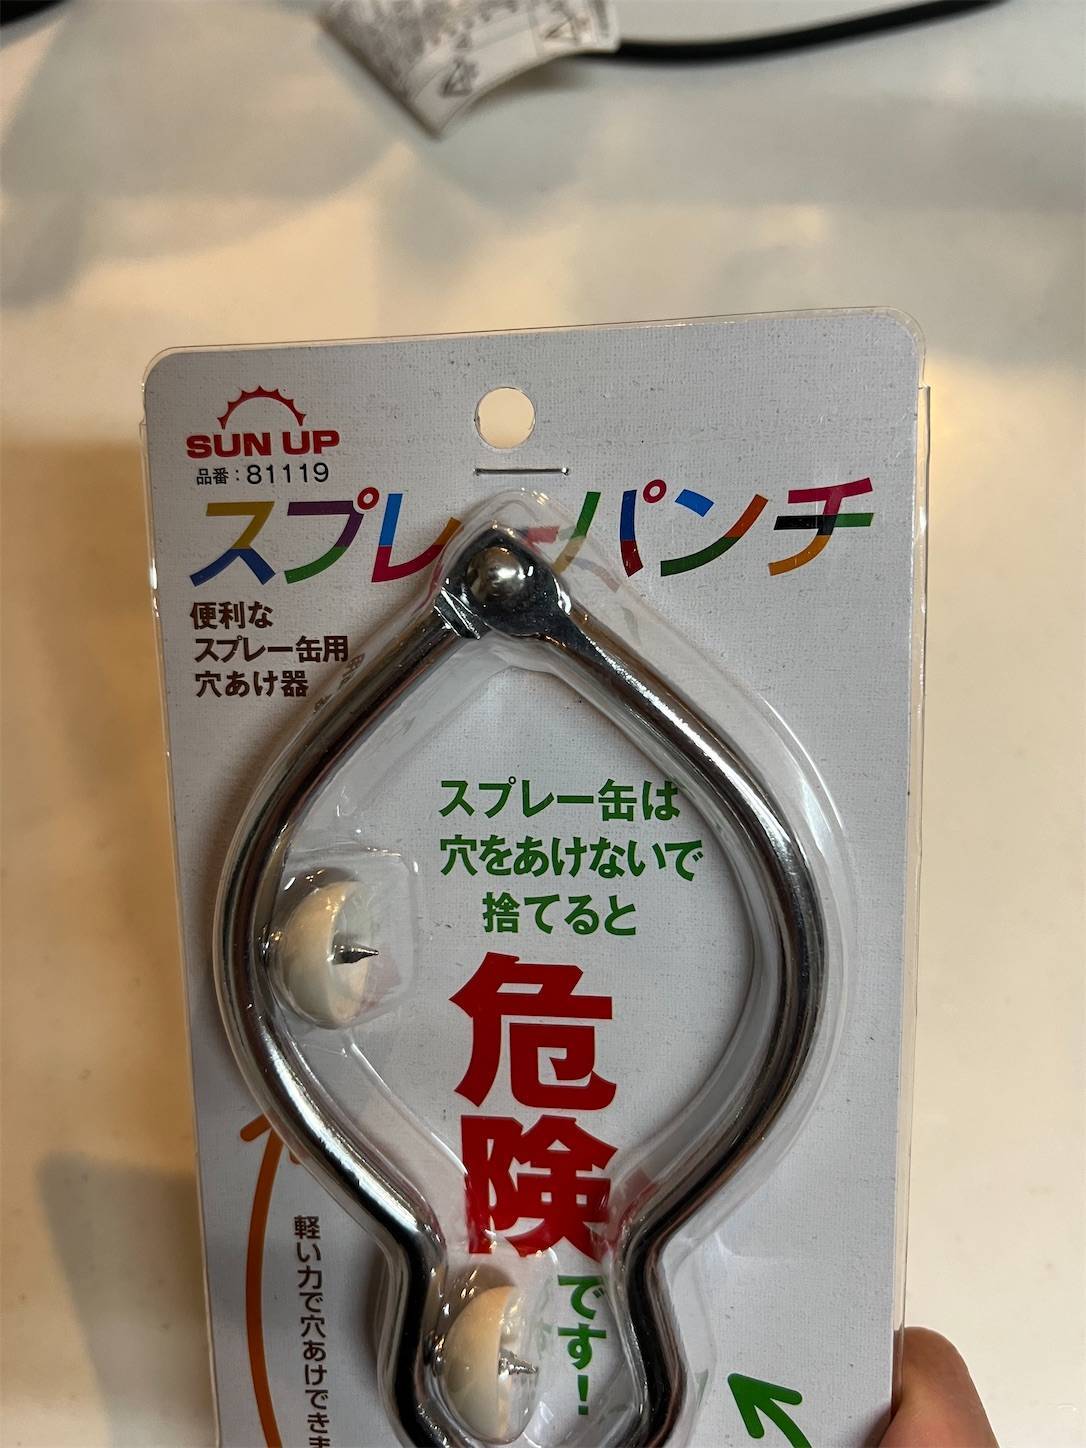 SUN UP
品番：81119
スプレーパンチ
便利な
スプレー缶用
穴あけ器
スプレー缶は
穴をあけないで
捨てると
危険
です！
軽い力で穴あけできま